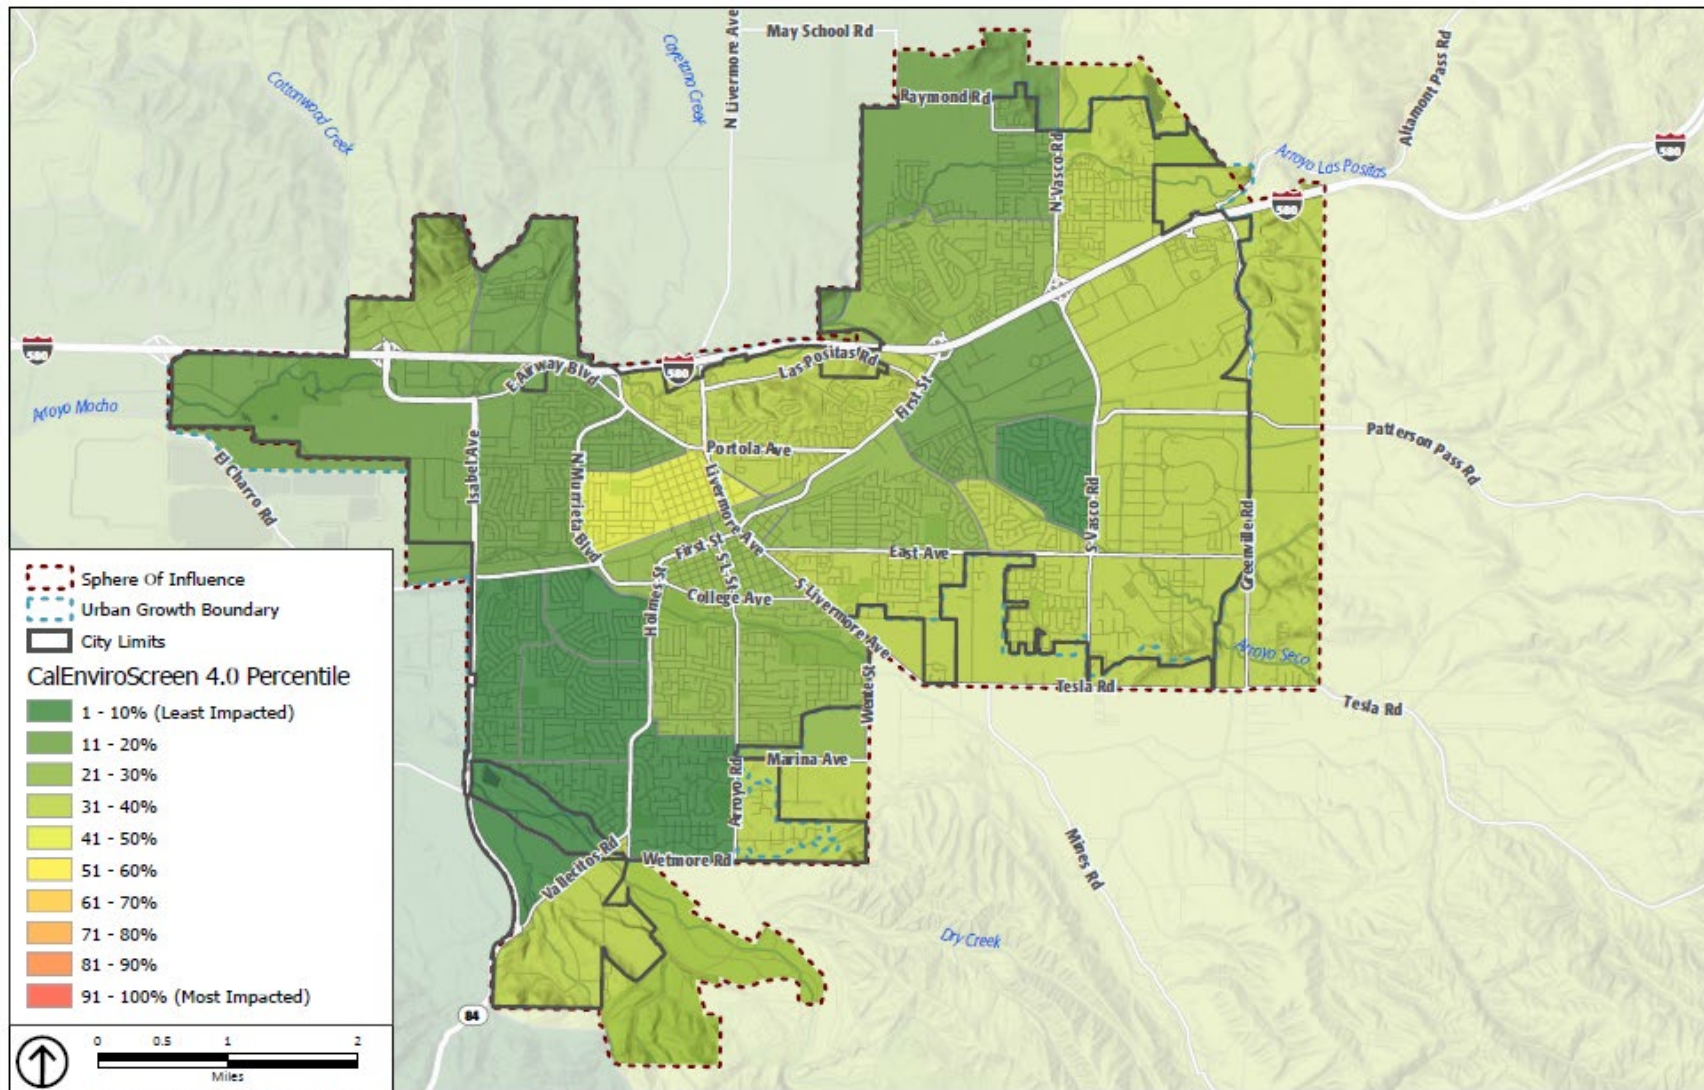 May School Rd
N Livermore Ave
Cayetano Creek
Cottonwood Creek
Raymond Rd
Altamont Pass Rd
580
Arroyo Las Positas
N Vasco Rd
580
580
580
Las Positas Rd
E Airway Blvd
First St
Arroyo Mocho
Portola Ave
Patterson Pass Rd
Isabel Ave
El Charro Rd
N Murrieta Blvd
Livermore Ave
S Vasco Rd
Greenville Rd
First St
East Ave
S L St
Holmes St
College Ave
S Livermore Ave
Arroyo Seco
Tesla Rd
Tesla Rd
Wente St
Marina Ave
Arroyo Rd
Vallecitos Rd
Wetmore Rd
Mines Rd
Dry Creek
84
Sphere Of Influence
Urban Growth Boundary
City Limits
CalEnviroScreen 4.0 Percentile
1 - 10% (Least Impacted)
11 - 20%
21 - 30%
31 - 40%
41 - 50%
51 - 60%
61 - 70%
71 - 80%
81 - 90%
91 - 100% (Most Impacted)
0 0.5 1 2
Miles